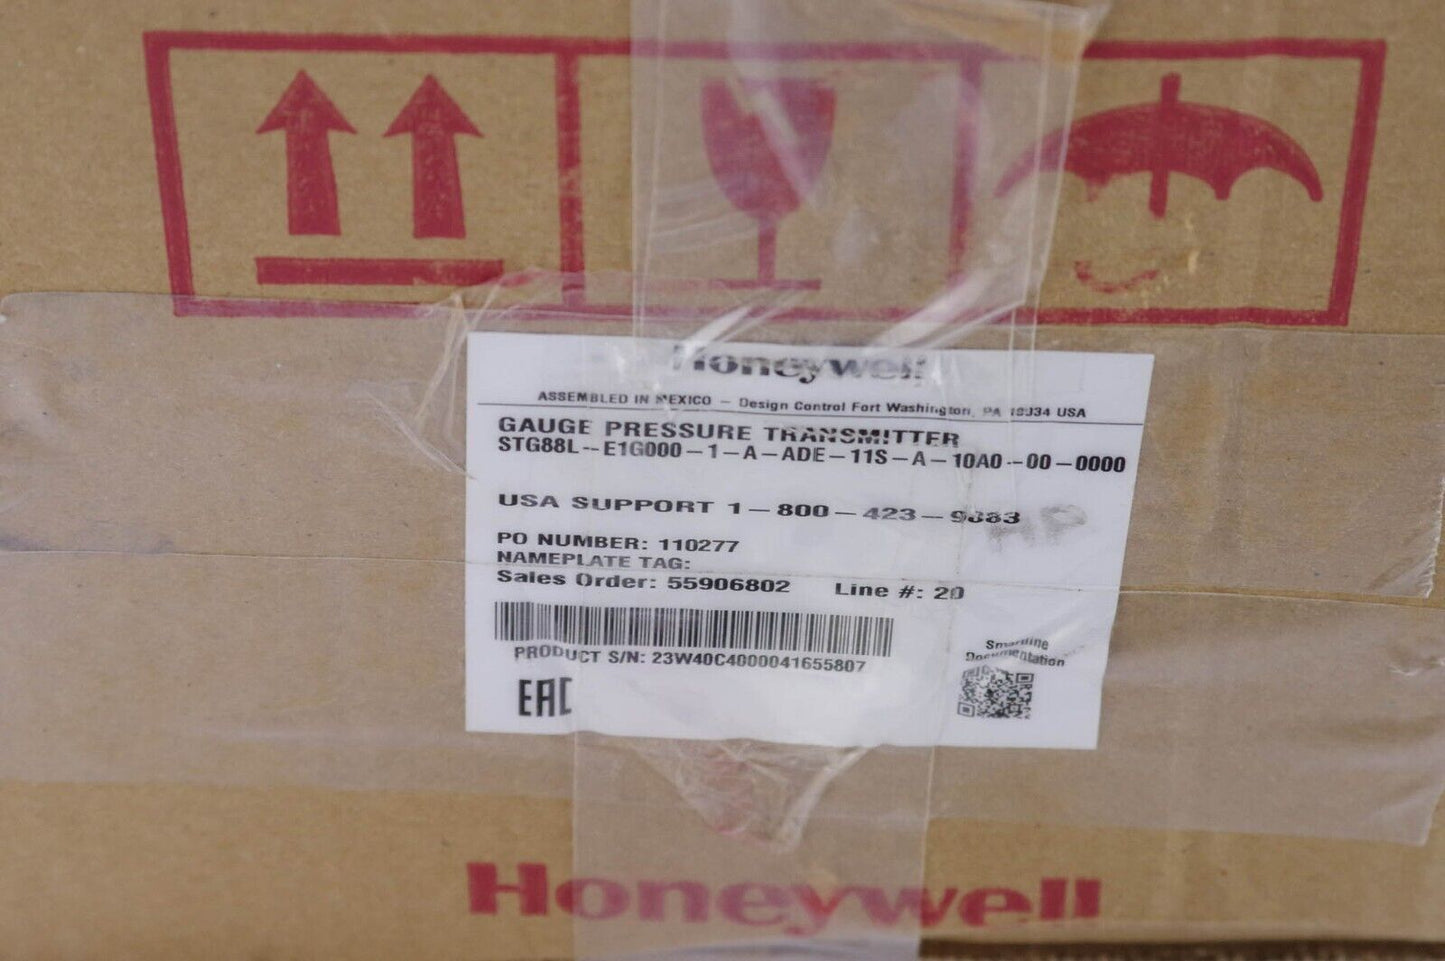 Honeywell
ASSEMBLED IN MEXICO – Design Control Fort Washington, PA 19034 USA
GAUGE PRESSURE TRANSMITTER
STG88L–E1G000–1–A–ADE–11S–A–10A0–00–0000
USA SUPPORT 1–800–423–9883
PO NUMBER: 110277
NAMEPLATE TAG:
Sales Order: 55906802 Line #: 20
PRODUCT S/N: 23W40C4000041655807
Smartline
Documentation
EAC
Honeywell